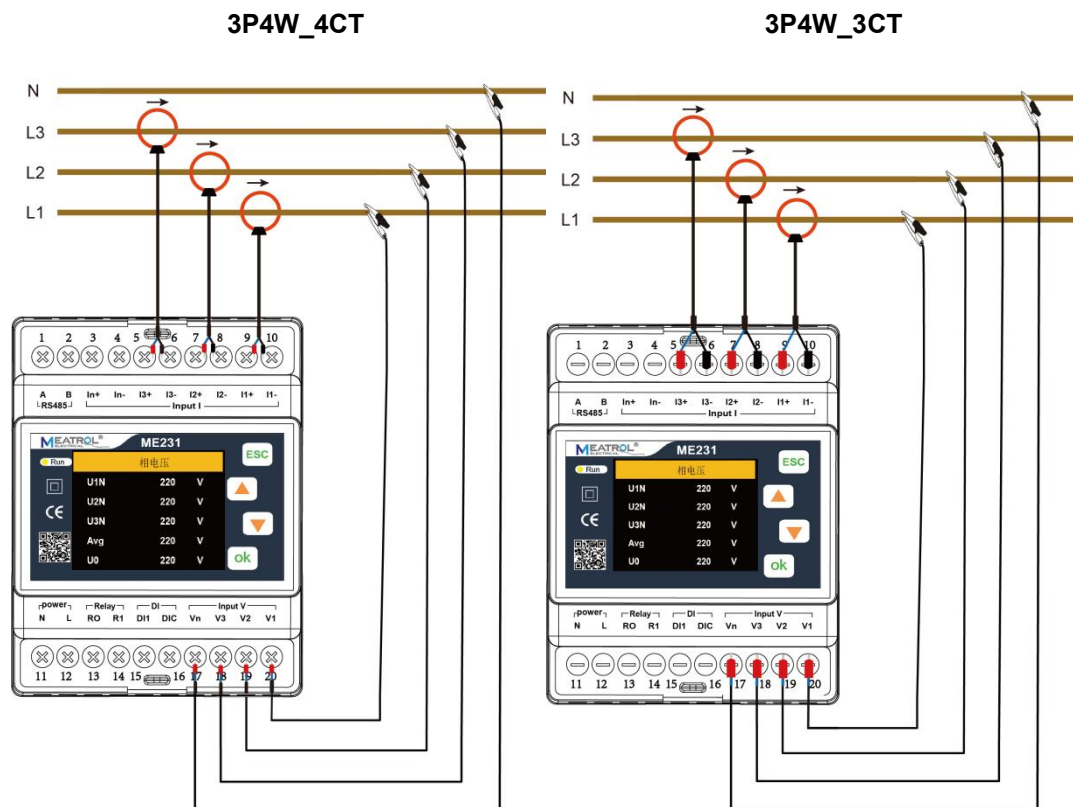 3P4W_4CT
N
L3
L2
L1
1 2 3 4 5 6 7 8 9 10
A B In+ In- I3+ I3- I2+ I2- I1+ I1-
RS485 Input I
MEATROL®
ELECTRICAL
ME231
Run
ESC
相电压
U1N 220 V
U2N 220 V
U3N 220 V
Avg 220 V
U0 220 V
CE
ok
power Relay DI Input V
N L RO R1 DI1 DIC Vn V3 V2 V1
11 12 13 14 15 16 17 18 19 20
3P4W_3CT
N
L3
L2
L1
1 2 3 4 5 6 7 8 9 10
A B In+ In- I3+ I3- I2+ I2- I1+ I1-
RS485 Input I
MEATROL®
ELECTRICAL
ME231
Run
ESC
相电压
U1N 220 V
U2N 220 V
U3N 220 V
Avg 220 V
U0 220 V
CE
ok
power Relay DI Input V
N L RO R1 DI1 DIC Vn V3 V2 V1
11 12 13 14 15 16 17 18 19 20